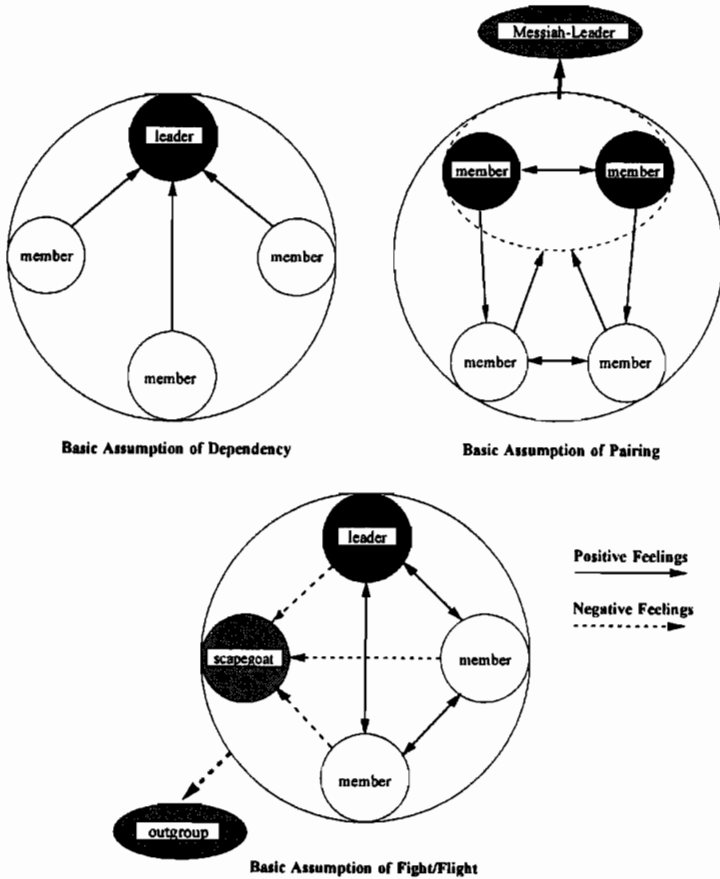 Messiah-Leader
leader
member
member
member
member
member
member
member
Basic Assumption of Dependency
Basic Assumption of Pairing
leader
Positive Feelings
Negative Feelings
scapegoat
member
member
outgroup
Basic Assumption of Fight/Flight